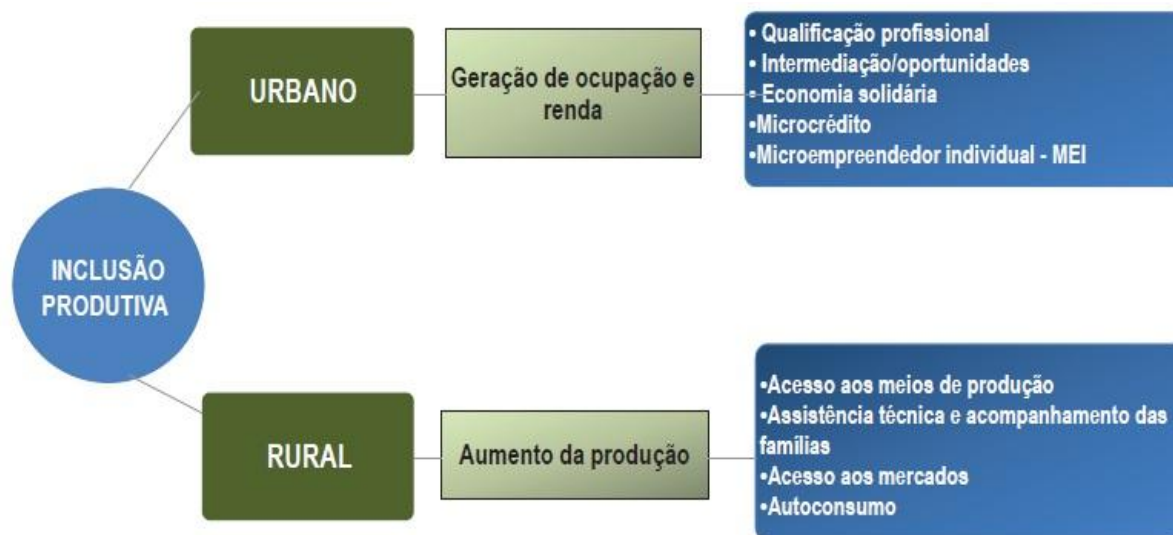 INCLUSÃO
PRODUTIVA
URBANO
Geração de ocupação e
renda
• Qualificação profissional
• Intermediação/oportunidades
• Economia solidária
•Microcrédito
•Microempreendedor individual - MEI
RURAL
Aumento da produção
•Acesso aos meios de produção
•Assistência técnica e acompanhamento das
famílias
•Acesso aos mercados
•Autoconsumo